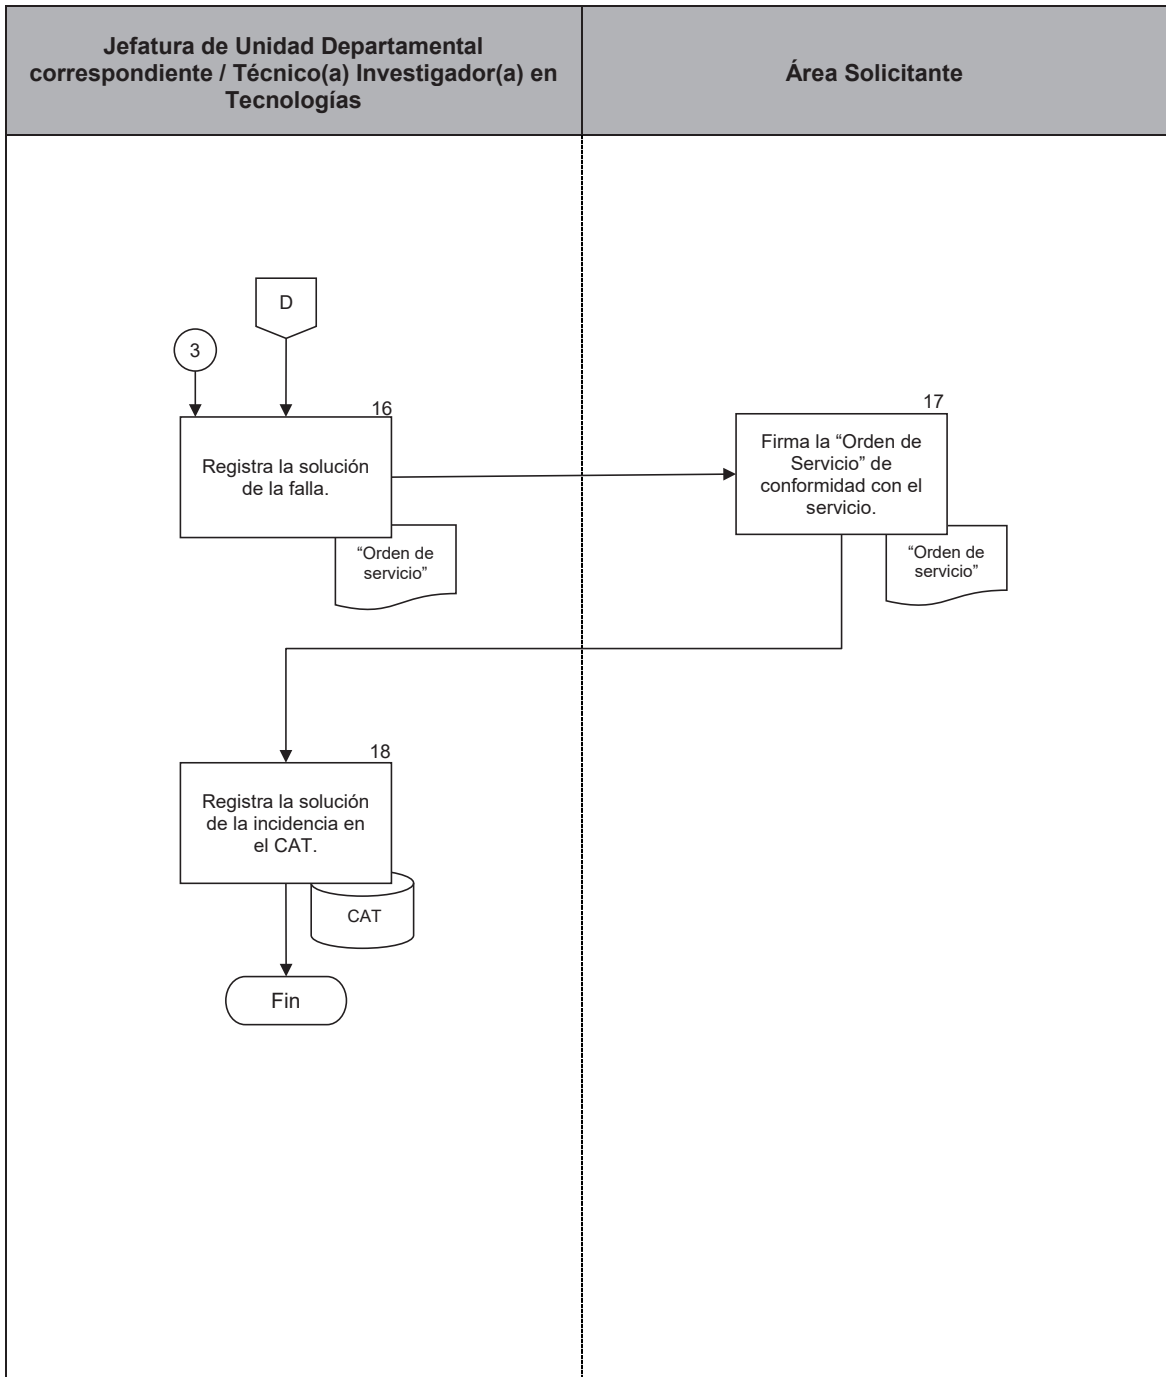 Jefatura de Unidad Departamental
correspondiente / Técnico(a) Investigador(a) en
Tecnologías
Área Solicitante
D
3
16
Registra la solución
de la falla.
“Orden de
servicio”
17
Firma la “Orden de
Servicio” de
conformidad con el
servicio.
“Orden de
servicio”
18
Registra la solución
de la incidencia en
el CAT.
CAT
Fin